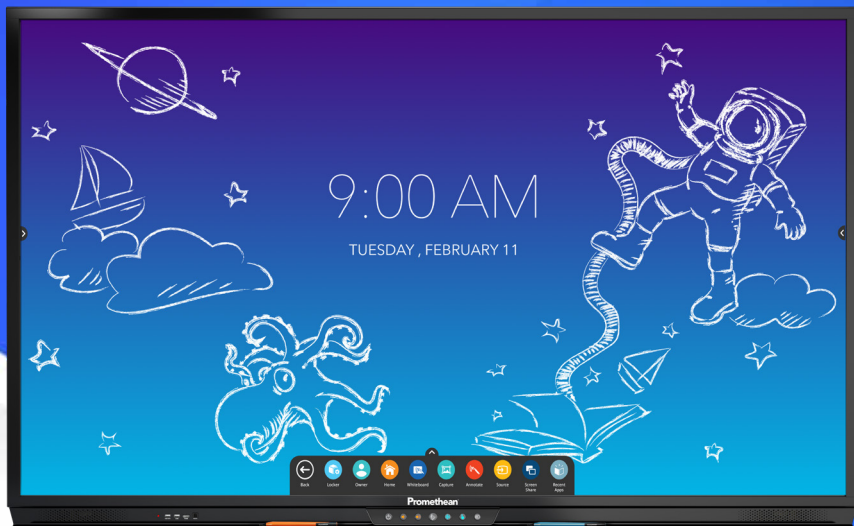 9:00 AM
TUESDAY , FEBRUARY 11
Back
Locker
Owner
Home
Whiteboard
Capture
Annotate
Source
Screen Share
Recent Apps
Promethean